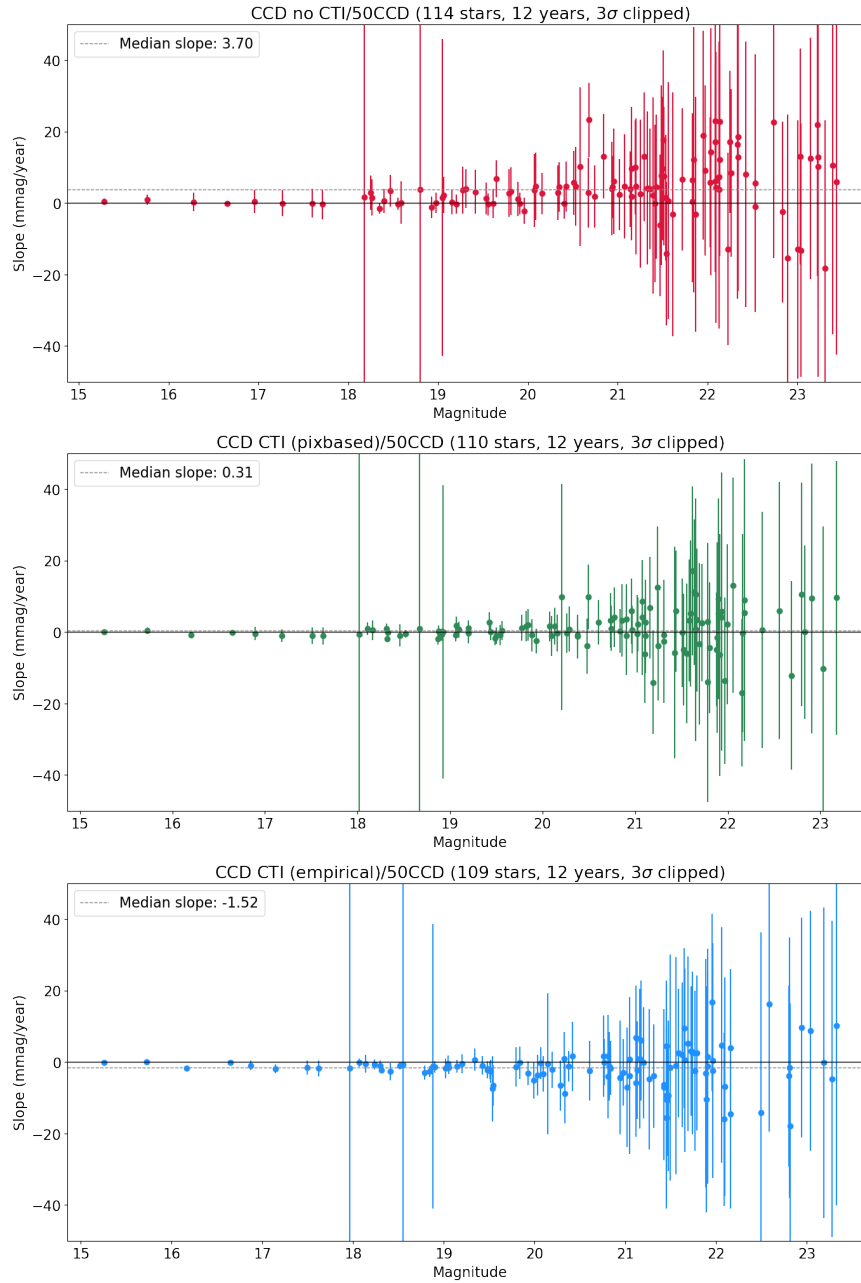 CCD no CTI/50CCD (114 stars, 12 years, 3σ clipped)
Median slope: 3.70
Slope (mmag/year)
40
20
0
−20
−40
15 16 17 18 19 20 21 22 23
Magnitude
CCD CTI (pixbased)/50CCD (110 stars, 12 years, 3σ clipped)
Median slope: 0.31
Slope (mmag/year)
40
20
0
−20
−40
15 16 17 18 19 20 21 22 23
Magnitude
CCD CTI (empirical)/50CCD (109 stars, 12 years, 3σ clipped)
Median slope: -1.52
Slope (mmag/year)
40
20
0
−20
−40
15 16 17 18 19 20 21 22 23
Magnitude